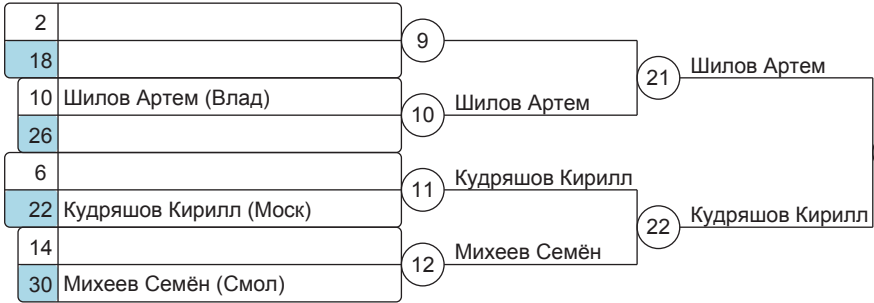 2
18
9
10 Шилов Артем (Влад)
26
10
Шилов Артем
21
Шилов Артем
6
22 Кудряшов Кирилл (Моск)
11
Кудряшов Кирилл
14
30 Михеев Семён (Смол)
12
Михеев Семён
22
Кудряшов Кирилл